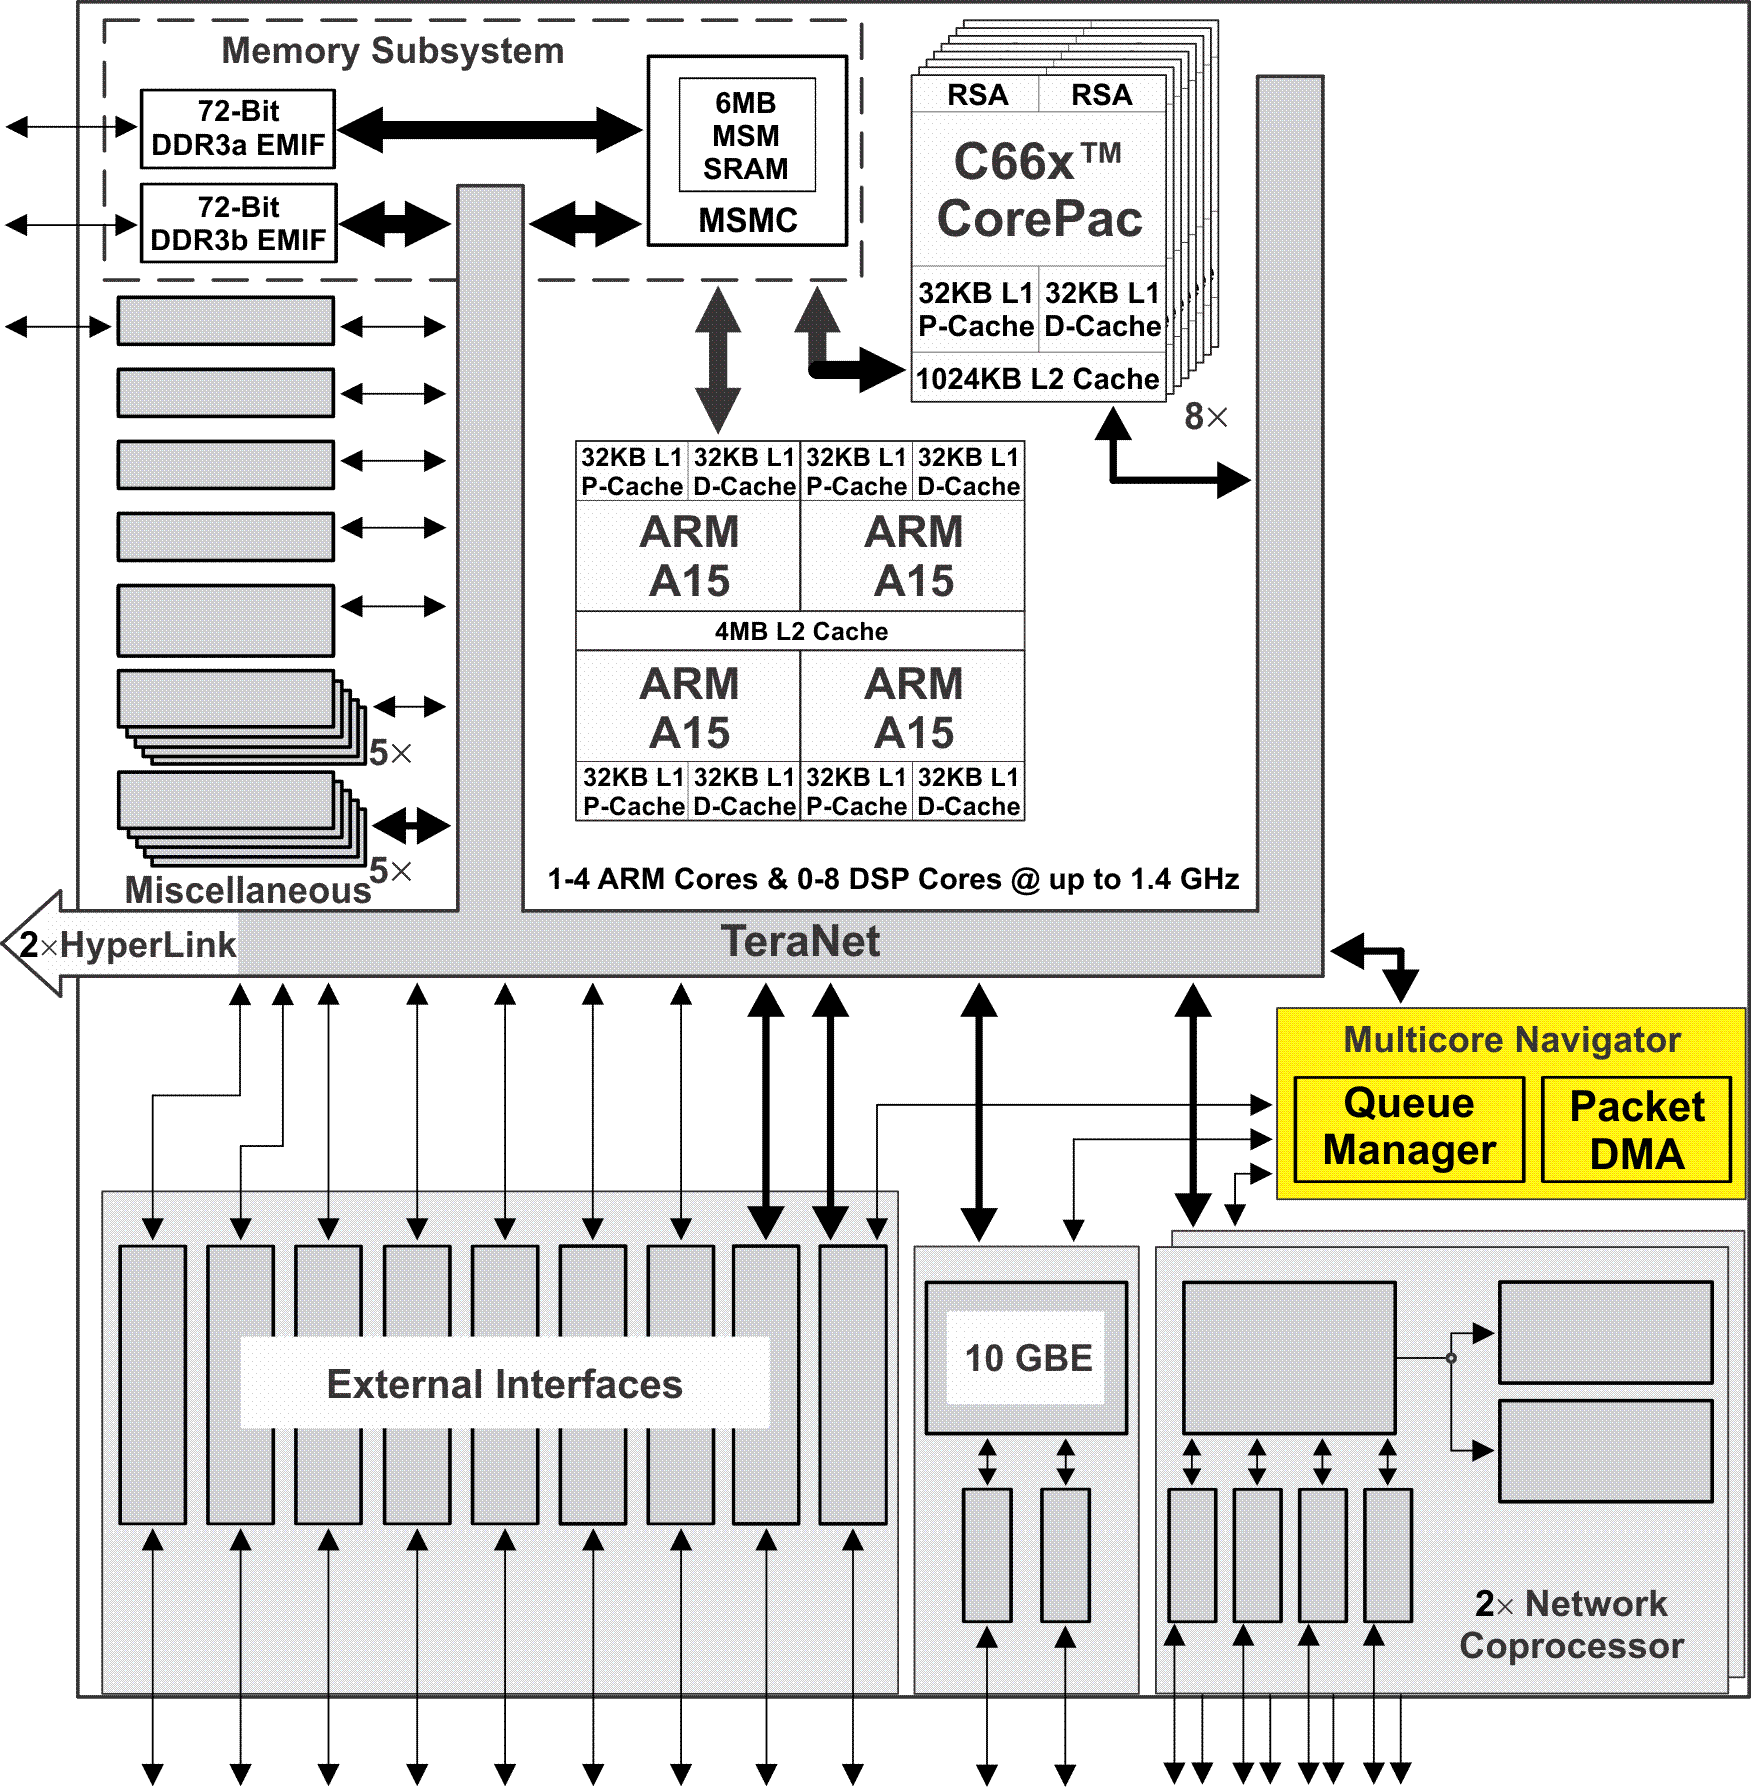 Memory Subsystem
72-Bit
DDR3a EMIF
72-Bit
DDR3b EMIF
6MB
MSM
SRAM
MSMC
RSA RSA
C66x™
CorePac
32KB L1 32KB L1
P-Cache D-Cache
1024KB L2 Cache
8×
32KB L1 32KB L1 32KB L1 32KB L1
P-Cache D-Cache P-Cache D-Cache
ARM ARM
A15 A15
4MB L2 Cache
ARM ARM
A15 A15
32KB L1 32KB L1 32KB L1 32KB L1
P-Cache D-Cache P-Cache D-Cache
5×
5×
Miscellaneous
1-4 ARM Cores & 0-8 DSP Cores @ up to 1.4 GHz
2×HyperLink
TeraNet
Multicore Navigator
Queue
Manager
Packet
DMA
External Interfaces
10 GBE
2× Network
Coprocessor